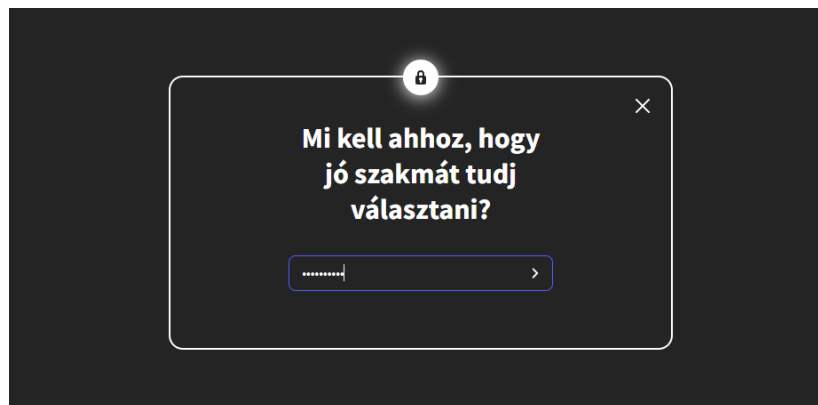 Mi kell ahhoz, hogy
jó szakmát tudj
választani?
••••••••••